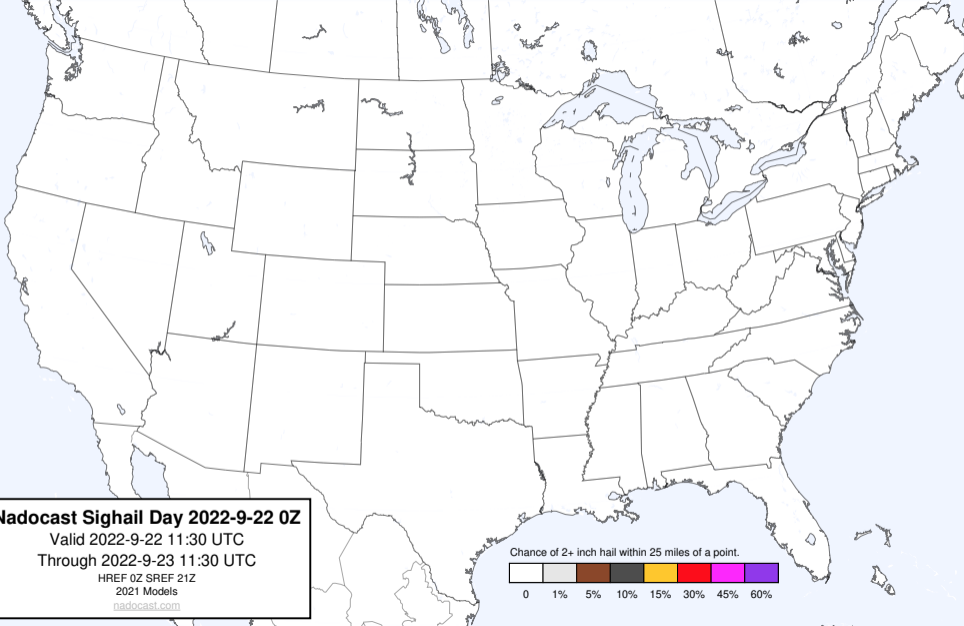 Nadocast Sighail Day 2022-9-22 0Z
Valid 2022-9-22 11:30 UTC
Through 2022-9-23 11:30 UTC
HREF 0Z SREF 21Z
2021 Models
nadocast.com
Chance of 2+ inch hail within 25 miles of a point.
0 1% 5% 10% 15% 30% 45% 60%